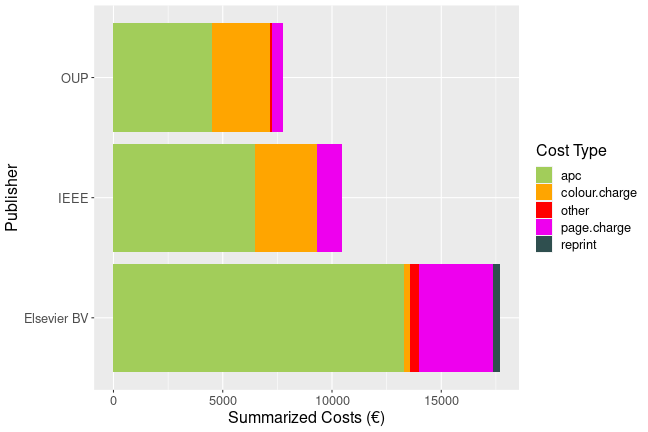 Publisher
OUP
IEEE
Elsevier BV
0 5000 10000 15000
Summarized Costs (€)
Cost Type
apc
colour.charge
other
page.charge
reprint